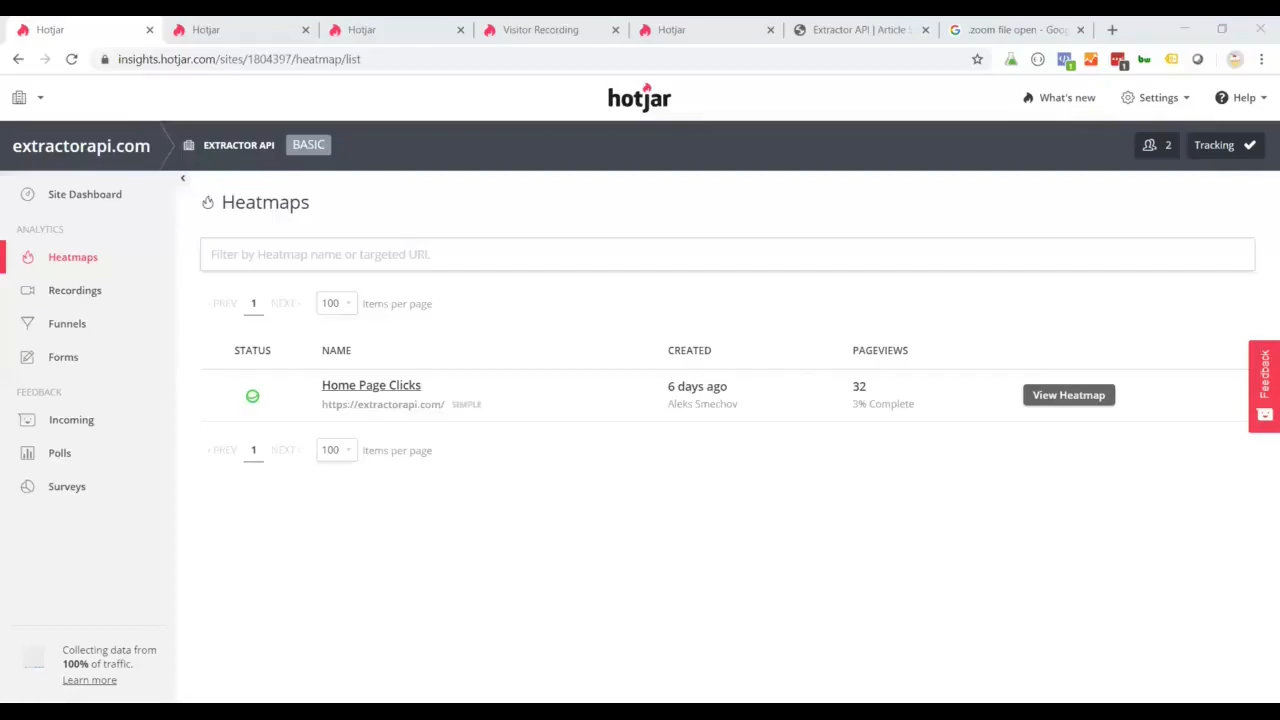 Hotjar
Hotjar
Hotjar
Visitor Recording
Hotjar
Extractor API | Article S
.zoom file open - Goog
insights.hotjar.com/sites/1804397/heatmap/list
1
1
bw
hotjar
What's new
Settings
Help
extractorapi.com
EXTRACTOR API
BASIC
2
Tracking
Site Dashboard
ANALYTICS
Heatmaps
Recordings
Funnels
Forms
FEEDBACK
Incoming
Polls
Surveys
Collecting data from
100% of traffic.
Learn more
Heatmaps
Filter by Heatmap name or targeted URL
‹ PREV 1 NEXT › 100 Items per page
STATUS NAME CREATED PAGEVIEWS
Home Page Clicks 6 days ago 32
https://extractorapi.com/ SIMPLE Aleks Smechov 3% Complete
View Heatmap
‹ PREV 1 NEXT › 100 Items per page
Feedback